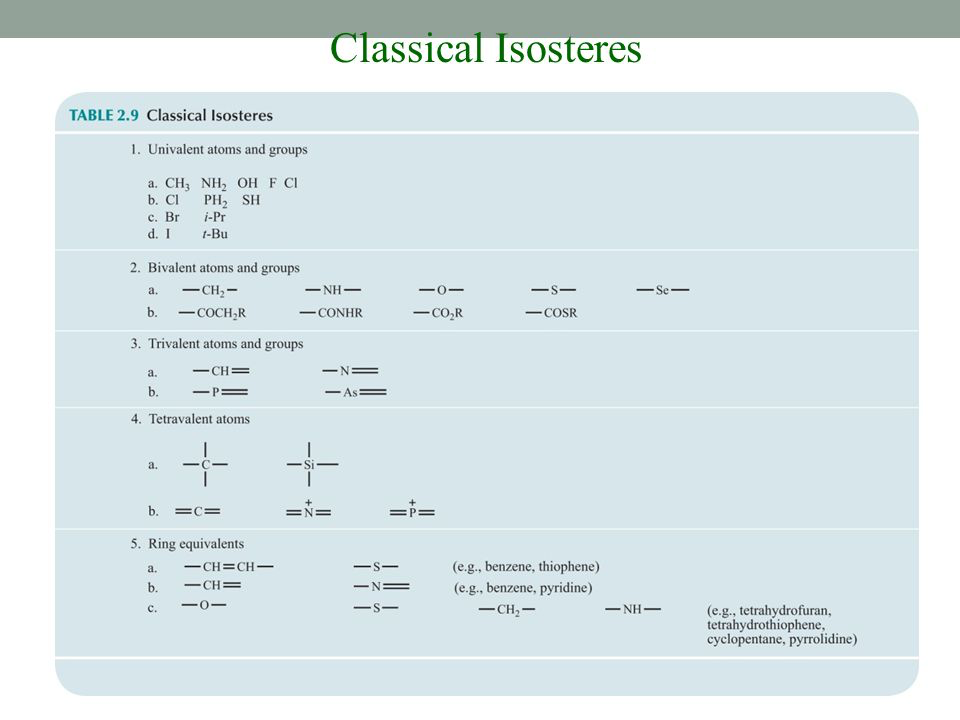 Classical Isosteres
TABLE 2.9 Classical Isosteres
1. Univalent atoms and groups
a. CH3 NH2 OH F Cl
b. Cl PH2 SH
c. Br i-Pr
d. I t-Bu
2. Bivalent atoms and groups
a. —CH2— —NH— —O— —S— —Se—
b. —COCH2R —CONHR —CO2R —COSR
3. Trivalent atoms and groups
a. —CH= —N=
b. —P= —As=
4. Tetravalent atoms
a. —C— —Si—
b. =C= =N+= =P+=
5. Ring equivalents
a. —CH=CH— —S— (e.g., benzene, thiophene)
b. —CH= —N= (e.g., benzene, pyridine)
c. —O— —S— —CH2— —NH— (e.g., tetrahydrofuran,
tetrahydrothiophene,
cyclopentane, pyrrolidine)